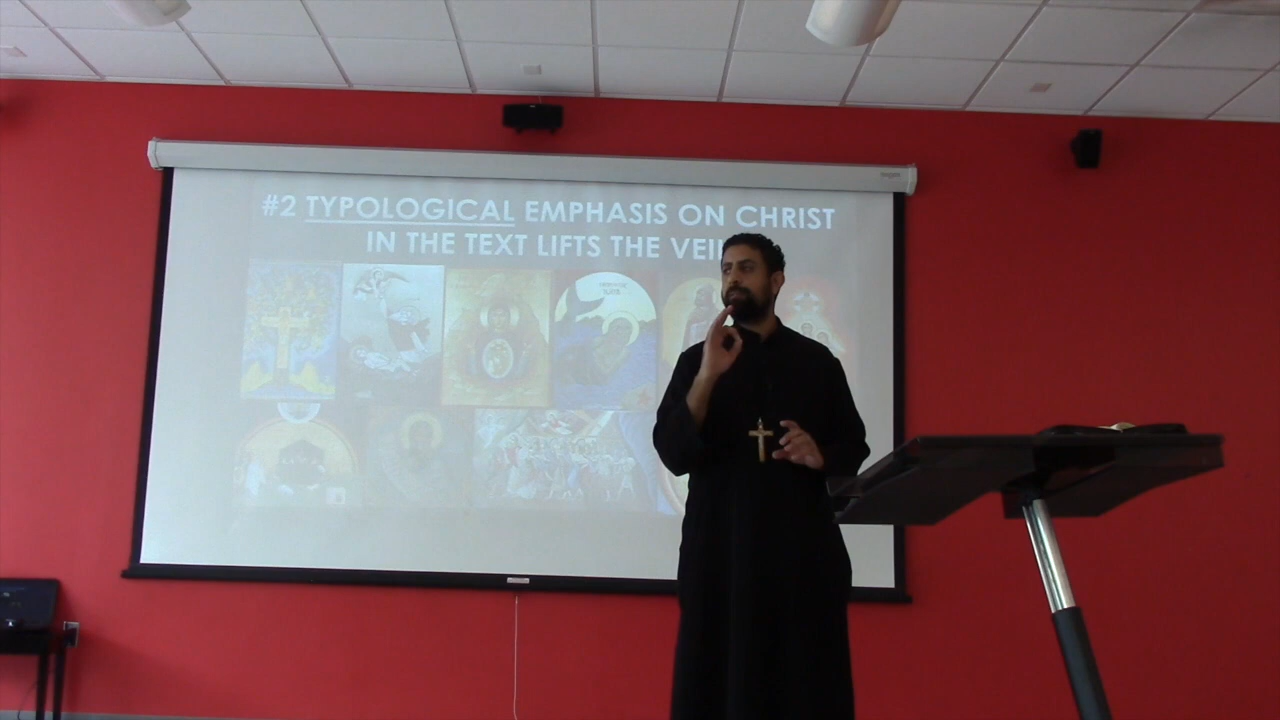 #2 TYPOLOGICAL EMPHASIS ON CHRIST
IN THE TEXT LIFTS THE